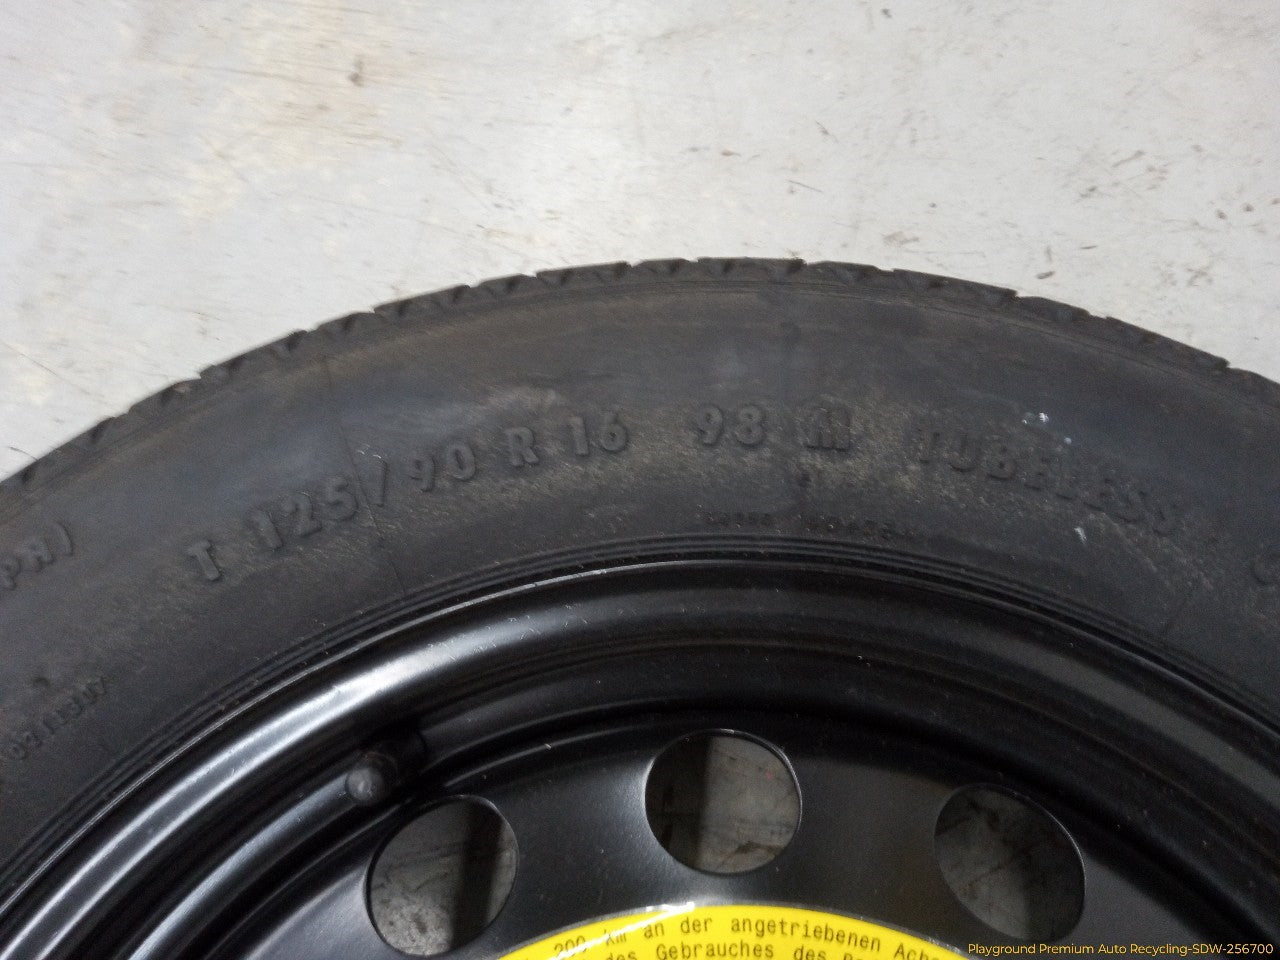 T 125/90 R 16 98 M TUBELESS
PH)
200 km an der angetriebenen
des Gebrauches des
Playground Premium Auto Recycling-SDW-256700